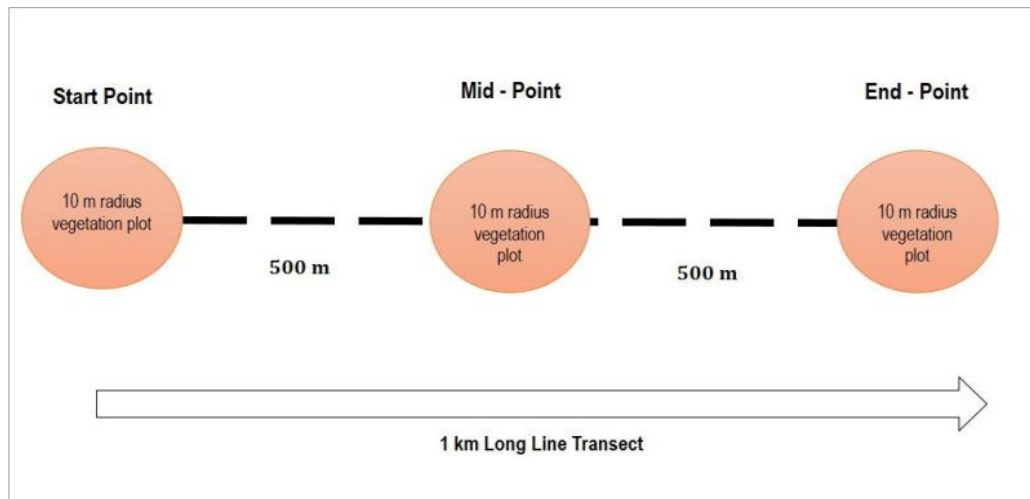 Start Point
Mid - Point
End - Point
10 m radius
vegetation plot
10 m radius
vegetation
plot
10 m radius
vegetation
plot
500 m
500 m
1 km Long Line Transect